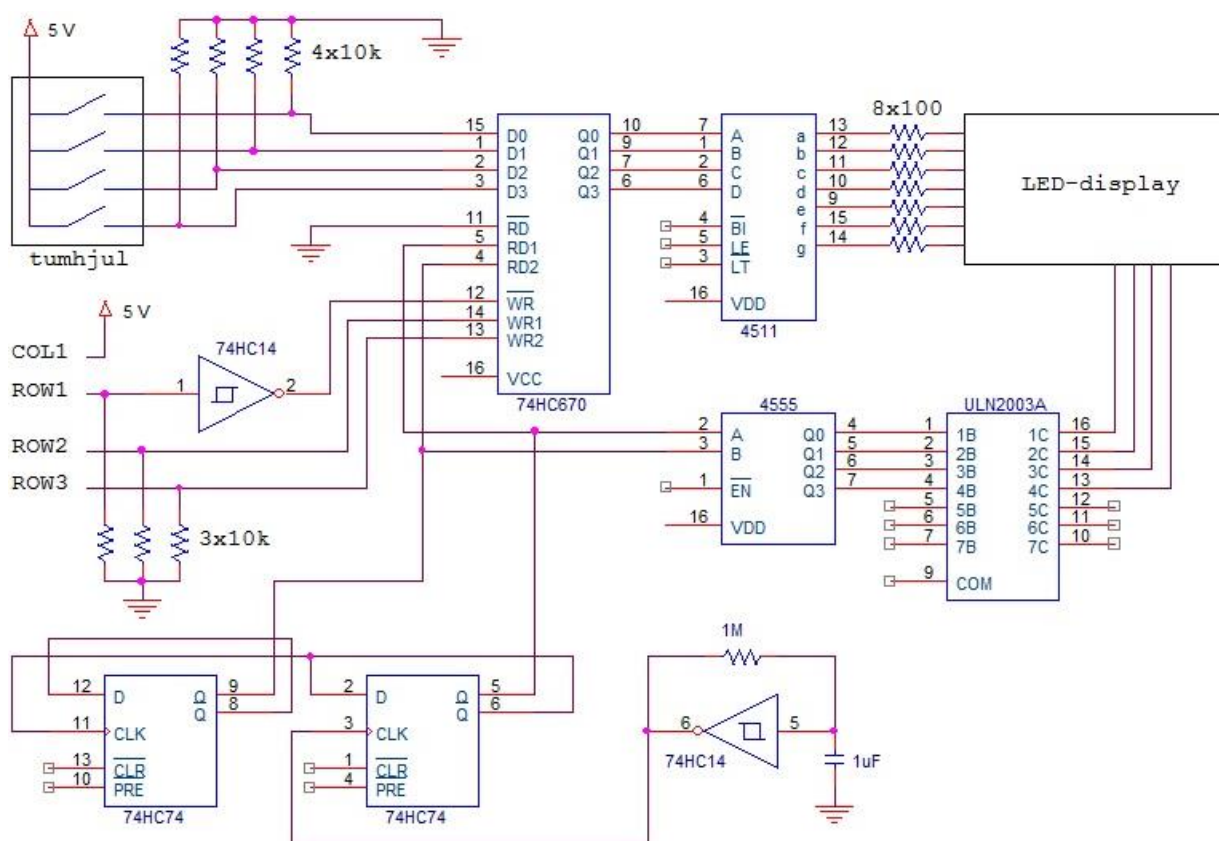 5V
4x10k
tumhjul
15 D0 Q0 10
1 D1 Q1 9
2 D2 Q2 7
3 D3 Q3 6
11 RD
5 RD1
4 RD2
12 WR
14 WR1
13 WR2
16 VCC
74HC670
7 A a 13
1 B b 12
2 C c 11
6 D d 10
e 9
4 BI f 15
5 LE g 14
3 LT
16 VDD
4511
8x100
LED-display
5V
COL1
ROW1
1 74HC14 2
ROW2
ROW3
3x10k
4555
2 A Q0 4
3 B Q1 5
Q2 6
1 EN Q3 7
16 VDD
ULN2003A
1 1B 1C 16
2 2B 2C 15
3 3B 3C 14
4 4B 4C 13
5 5B 5C 12
6 6B 6C 11
7 7B 7C 10
9 COM
12 D Q 9
Q 8
11 CLK
13 CLR
10 PRE
74HC74
2 D Q 5
Q 6
3 CLK
1 CLR
4 PRE
74HC74
1M
6 5
74HC14
1uF